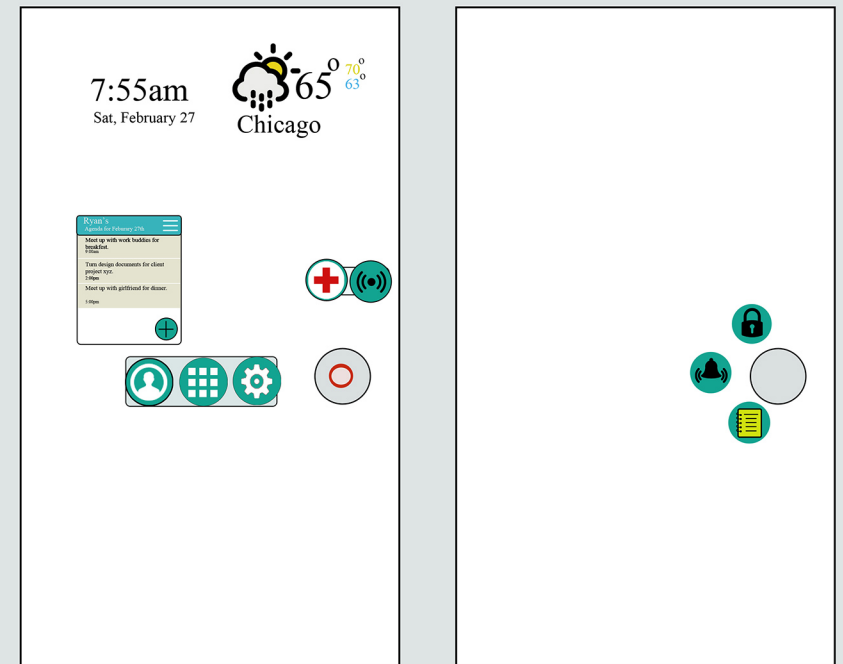 7:55am
Sat, February 27
65°
70°
63°
Chicago
Ryan's
Agenda for February 27th
Meet up with work buddies for
breakfast.
9:00am
Turn design documents for client
project xyz.
2:00pm
Meet up with girlfriend for dinner.
5:00pm